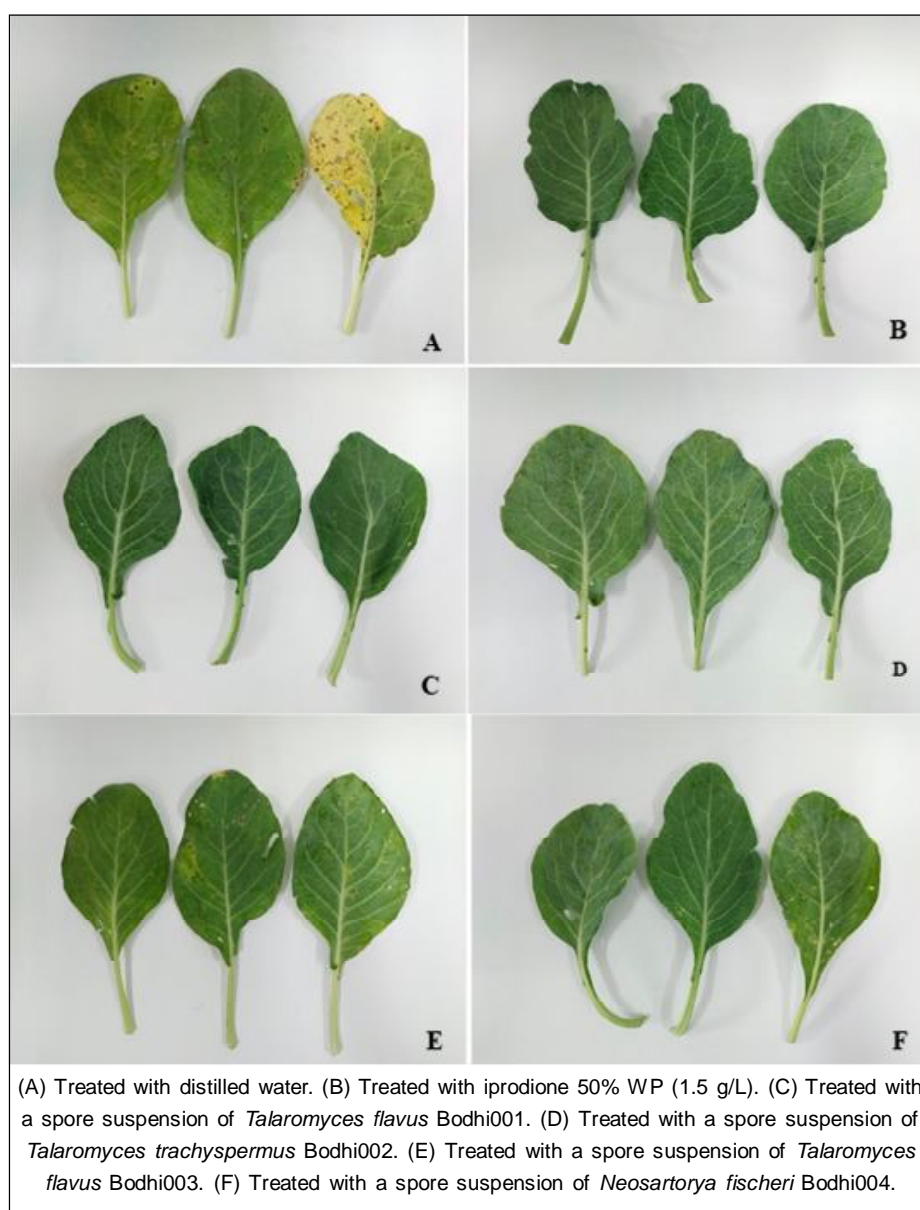 A
B
C
D
E
F
(A) Treated with distilled water. (B) Treated with iprodione 50% WP (1.5 g/L). (C) Treated with
a spore suspension of Talaromyces flavus Bodhi001. (D) Treated with a spore suspension of
Talaromyces trachyspermus Bodhi002. (E) Treated with a spore suspension of Talaromyces
flavus Bodhi003. (F) Treated with a spore suspension of Neosartorya fischeri Bodhi004.